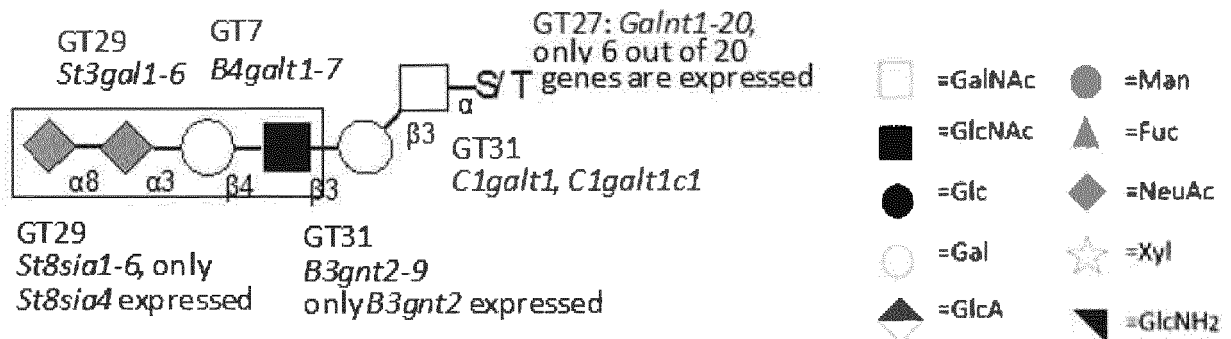 GT29
St3gal1-6
GT7
B4galt1-7
GT27: Galnt1-20,
only 6 out of 20
genes are expressed
S/T
α
β3
GT31
C1galt1, C1galt1c1
α8
α3
β4
β3
GT29
St8sia1-6, only
St8sia4 expressed
GT31
B3gnt2-9
only B3gnt2 expressed
=GalNAc
=Man
=GlcNAc
=Fuc
=Glc
=NeuAc
=Gal
=Xyl
=GlcA
=GlcNH2